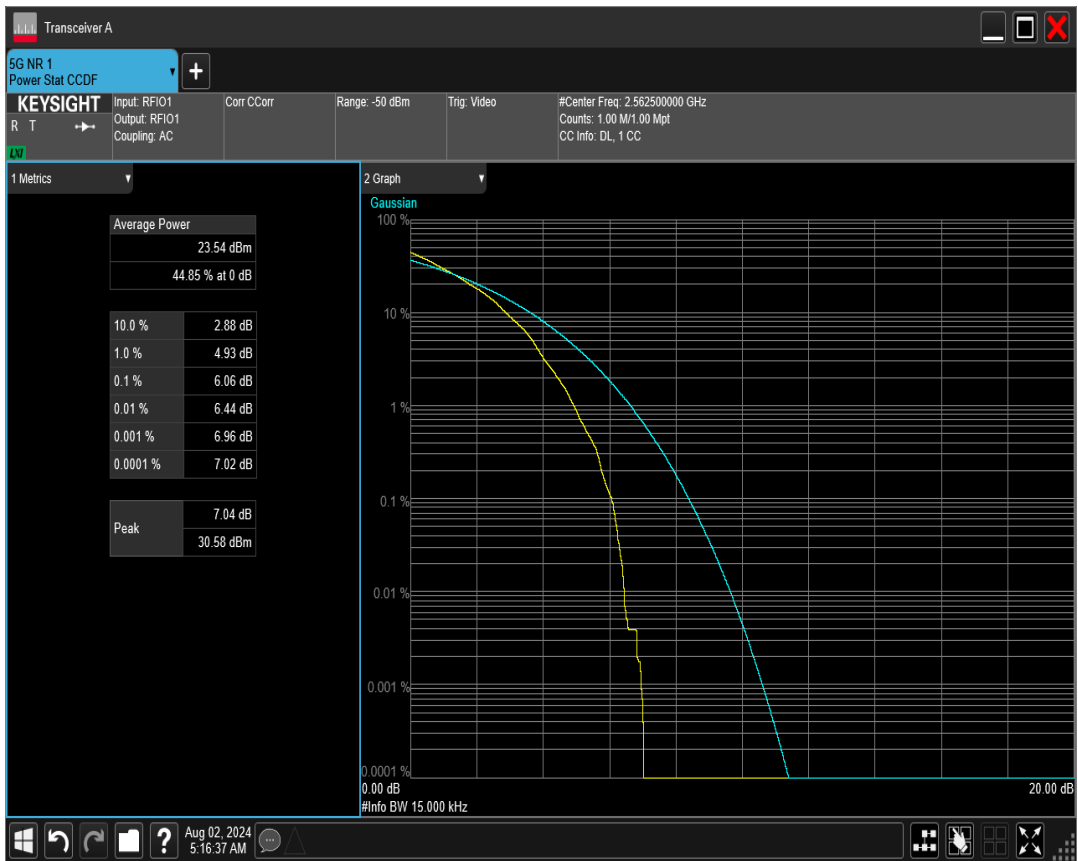 Transceiver A
5G NR 1
Power Stat CCDF
+
KEYSIGHT
R T
LXI
Input: RFIO1
Output: RFIO1
Coupling: AC
Corr CCorr
Range: -50 dBm
Trig: Video
#Center Freq: 2.562500000 GHz
Counts: 1.00 M/1.00 Mpt
CC Info: DL, 1 CC
1 Metrics
Average Power
23.54 dBm
44.85 % at 0 dB
10.0 % 2.88 dB
1.0 % 4.93 dB
0.1 % 6.06 dB
0.01 % 6.44 dB
0.001 % 6.96 dB
0.0001 % 7.02 dB
Peak
7.04 dB
30.58 dBm
2 Graph
Gaussian
100 %
10 %
1 %
0.1 %
0.01 %
0.001 %
0.0001 %
0.00 dB
20.00 dB
#Info BW 15.000 kHz
?
Aug 02, 2024
5:16:37 AM